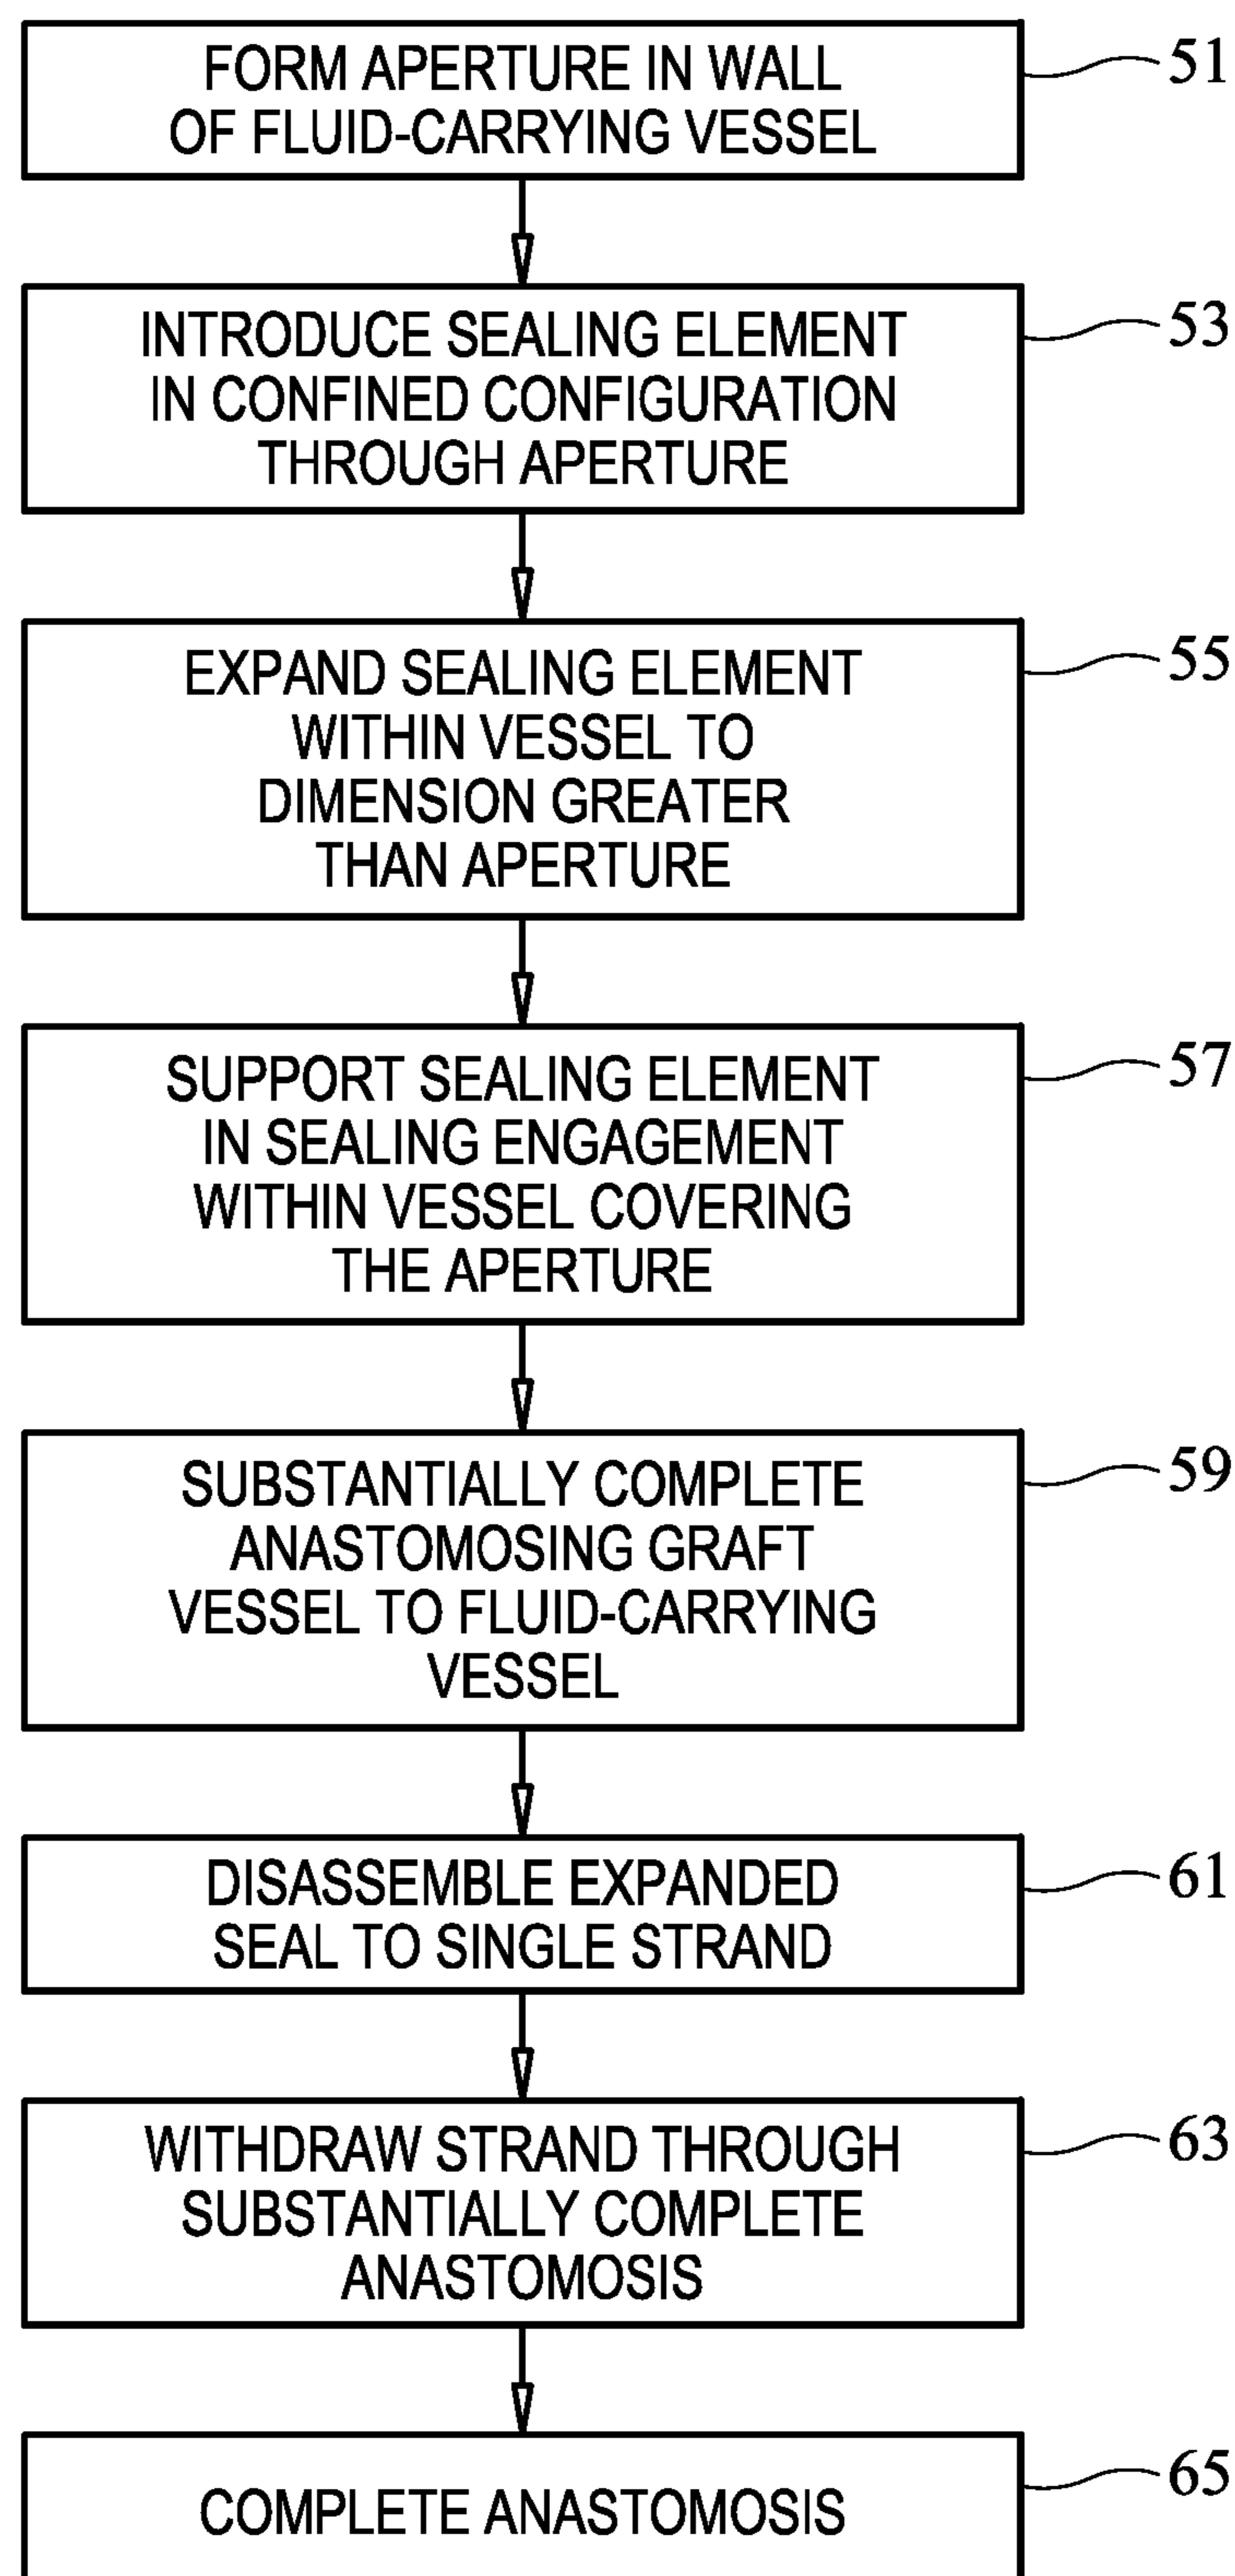 FORM APERTURE IN WALL
OF FLUID-CARRYING VESSEL
51
INTRODUCE SEALING ELEMENT
IN CONFINED CONFIGURATION
THROUGH APERTURE
53
EXPAND SEALING ELEMENT
WITHIN VESSEL TO
DIMENSION GREATER
THAN APERTURE
55
SUPPORT SEALING ELEMENT
IN SEALING ENGAGEMENT
WITHIN VESSEL COVERING
THE APERTURE
57
SUBSTANTIALLY COMPLETE
ANASTOMOSING GRAFT
VESSEL TO FLUID-CARRYING
VESSEL
59
DISASSEMBLE EXPANDED
SEAL TO SINGLE STRAND
61
WITHDRAW STRAND THROUGH
SUBSTANTIALLY COMPLETE
ANASTOMOSIS
63
COMPLETE ANASTOMOSIS
65